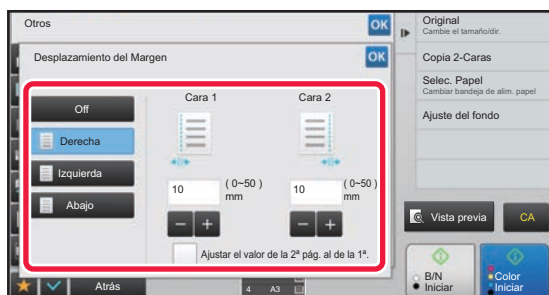 Otros
OK
Desplazamiento del Margen
OK
Off
Derecha
Izquierda
Abajo
Cara 1
Cara 2
10
( 0~50 )
mm
10
( 0~50 )
mm
Ajustar el valor de la 2ª pág. al de la 1ª.
Atrás
4
A3
Original
Cambie el tamaño/dir.
Copia 2-Caras
Selec. Papel
Cambiar bandeja de alim. papel
Ajuste del fondo
Vista previa
CA
B/N
Iniciar
Color
Iniciar